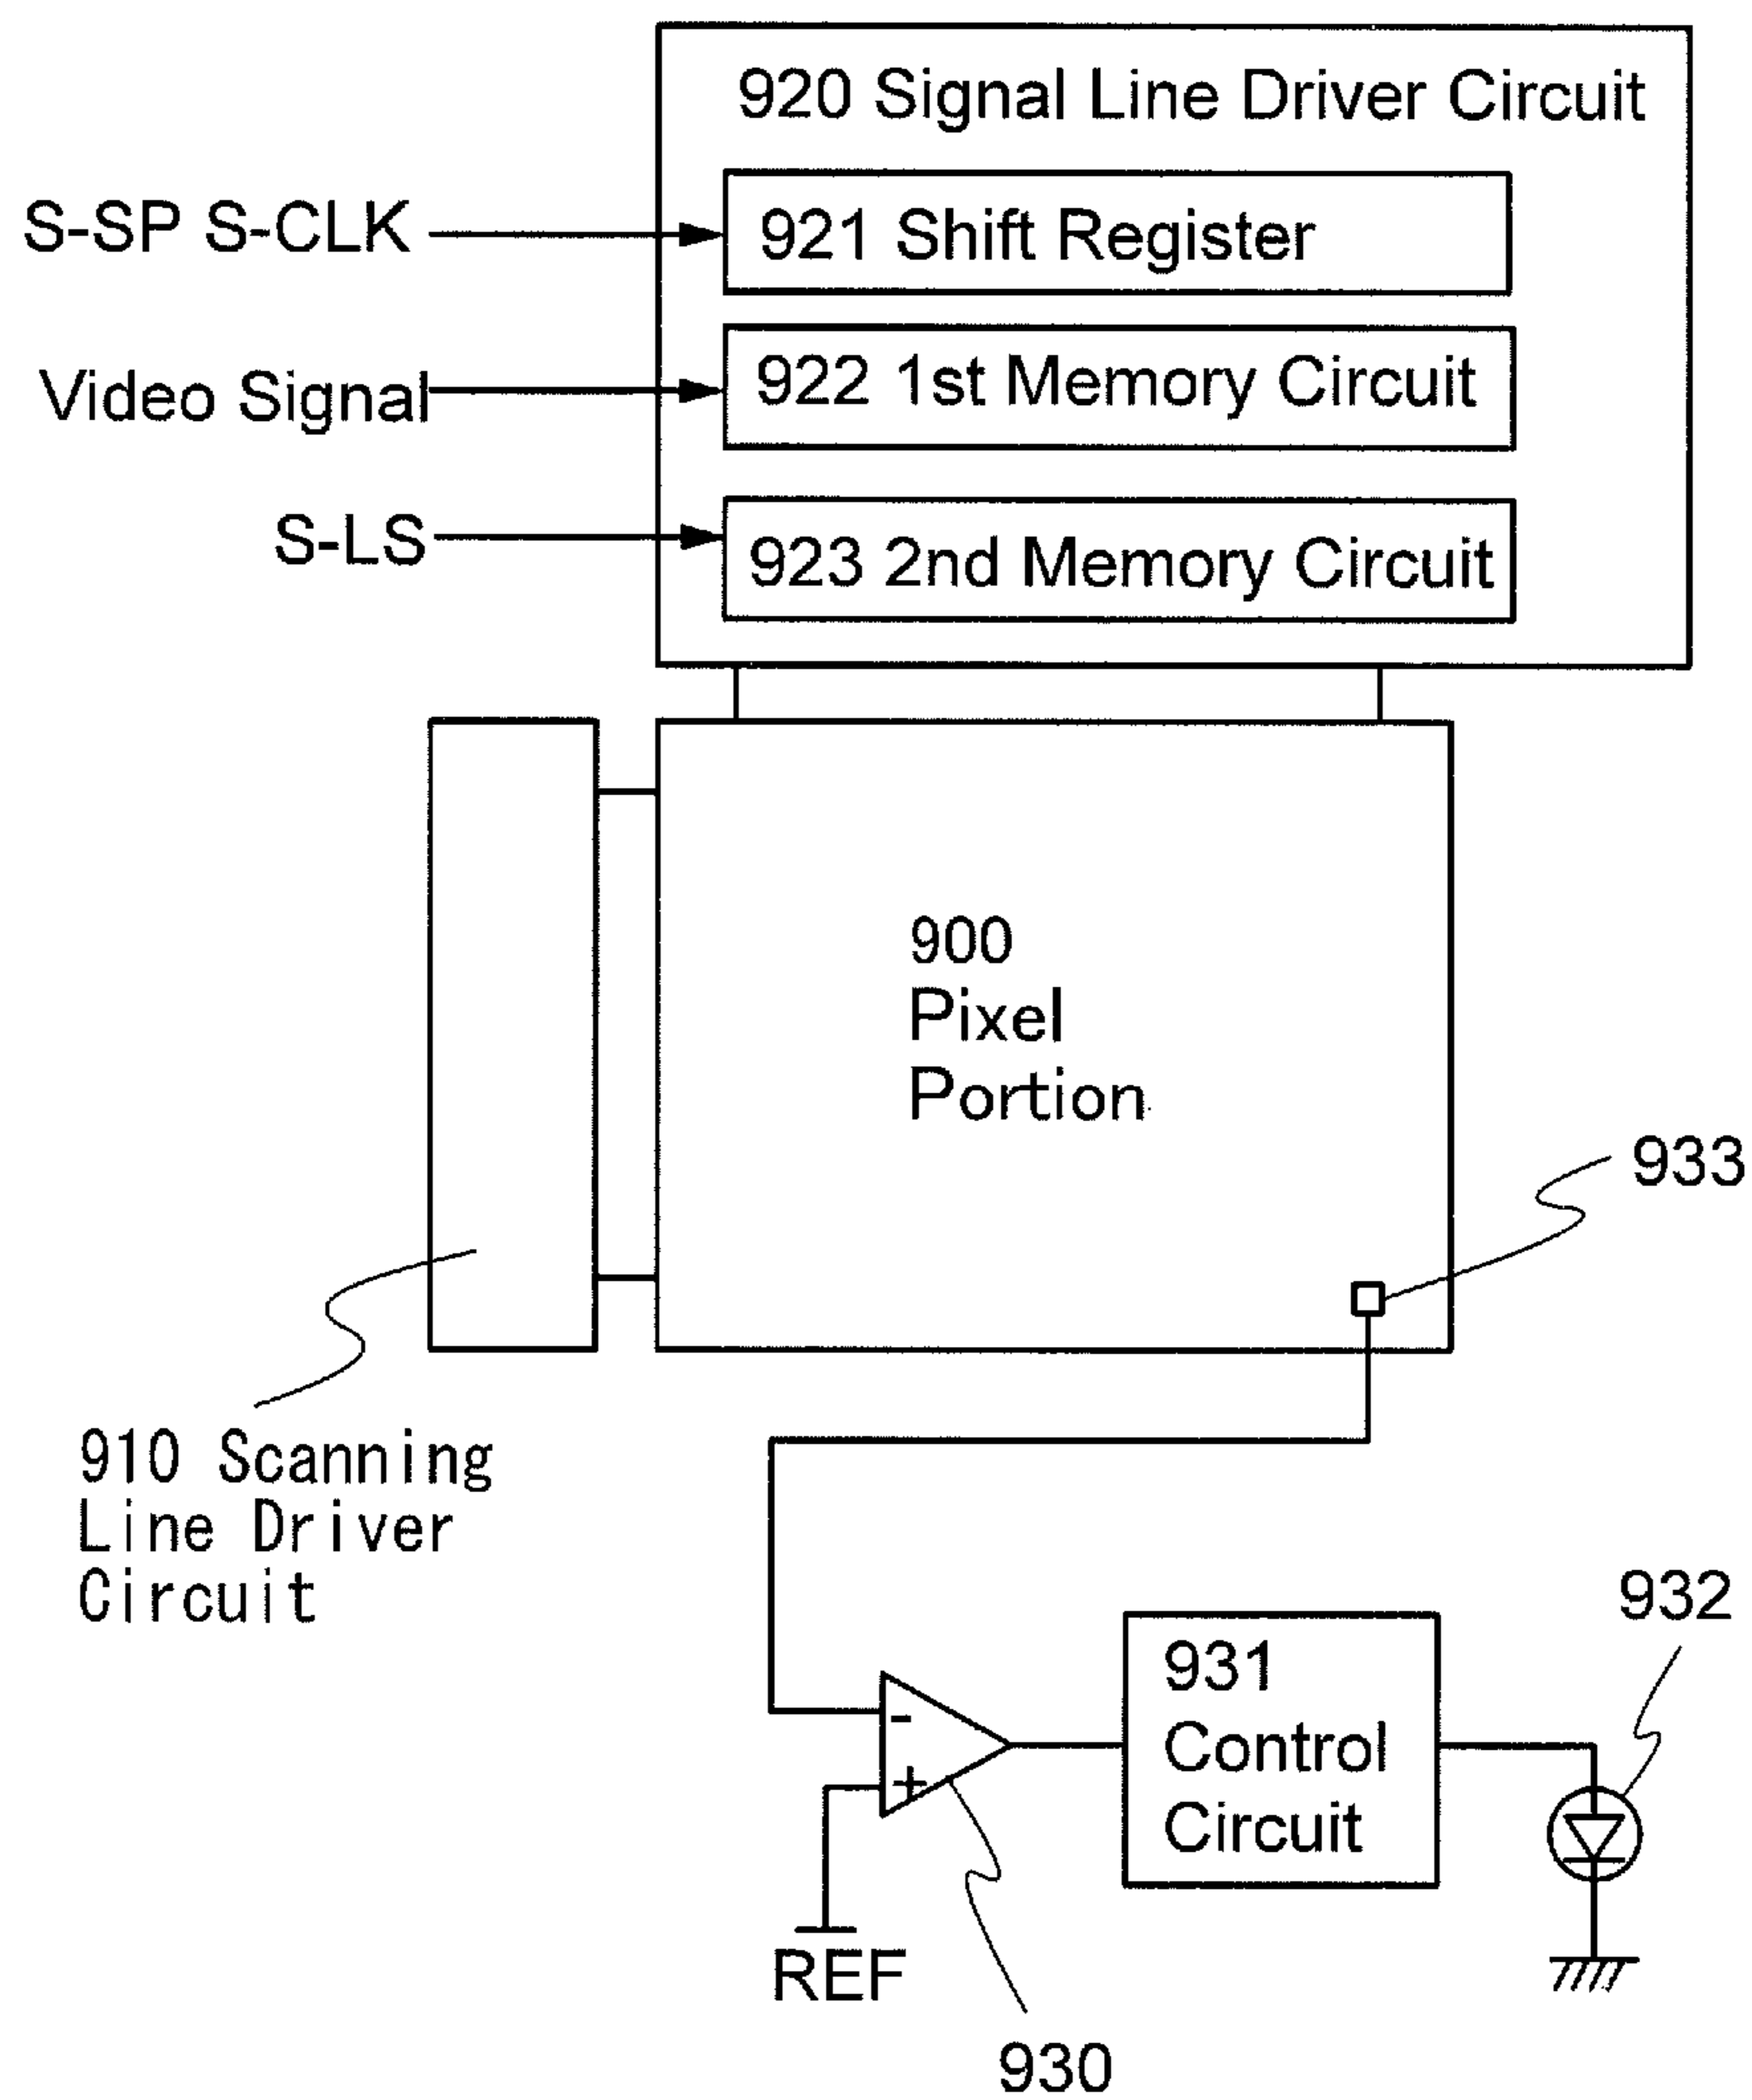 920 Signal Line Driver Circuit
S-SP S-CLK
921 Shift Register
Video Signal
922 1st Memory Circuit
S-LS
923 2nd Memory Circuit
900
Pixel
Portion
933
910 Scanning
Line Driver
Circuit
932
931
Control
Circuit
-
+
REF
930